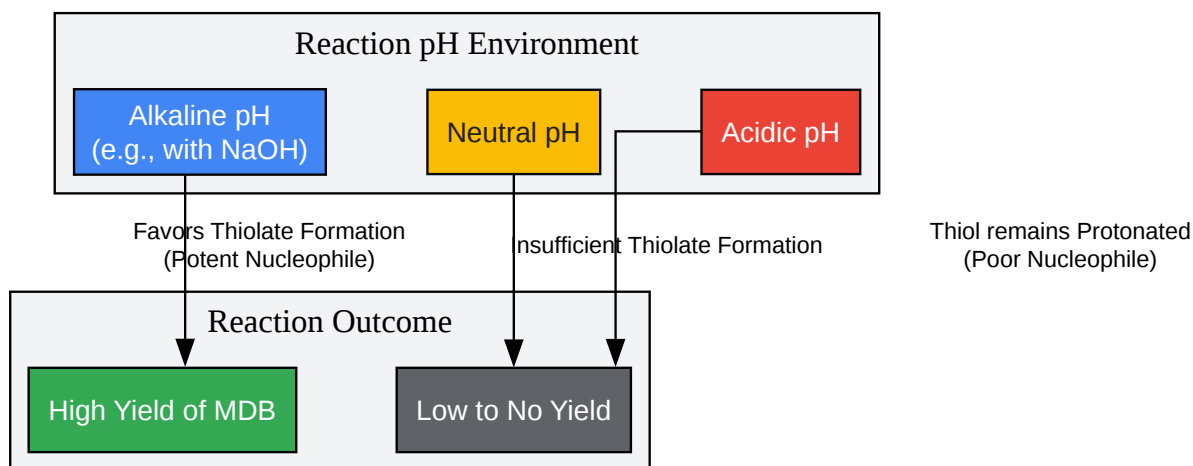 Reaction pH Environment
Alkaline pH
(e.g., with NaOH)
Neutral pH
Acidic pH
Favors Thiolate Formation
(Potent Nucleophile)
Insufficient Thiolate Formation
Thiol remains Protonated
(Poor Nucleophile)
Reaction Outcome
High Yield of MDB
Low to No Yield